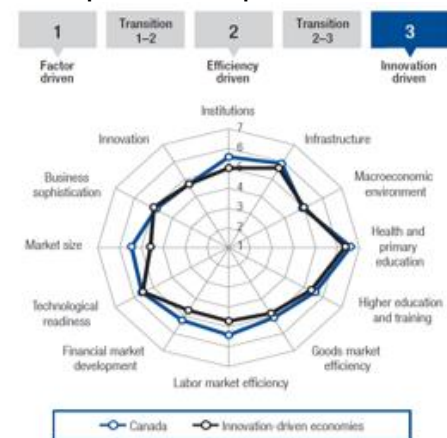 1
Transition
1–2
2
Transition
2–3
3
Factor
driven
Efficiency
driven
Innovation
driven
Institutions
Innovation
Infrastructure
Business
sophistication
Macroeconomic
environment
Market size
Health and
primary
education
Technological
readiness
Higher education
and training
Financial market
development
Goods market
efficiency
Labor market efficiency
7
6
5
4
3
2
1
Canada
Innovation-driven economies